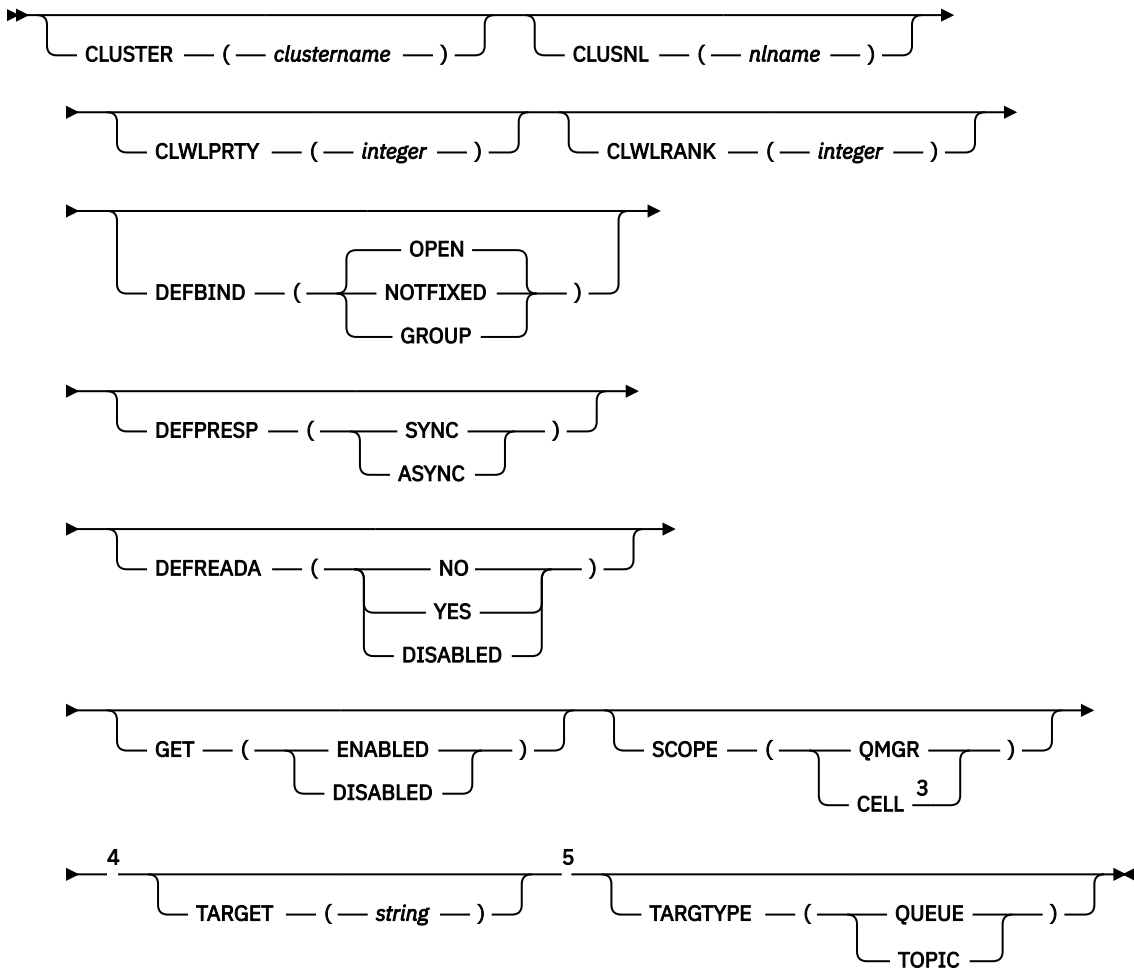 CLUSTER ( clustername ) CLUSNL ( nlname )
CLWLPRTY ( integer ) CLWLRANK ( integer )
OPEN
DEFBIND ( NOTFIXED )
GROUP
DEFPRESP ( SYNC )
ASYNC
DEFREADA ( NO )
YES
DISABLED
GET ( ENABLED ) SCOPE ( QMGR )
DISABLED CELL 3
4 5
TARGET ( string ) TARGTYPE ( QUEUE )
TOPIC